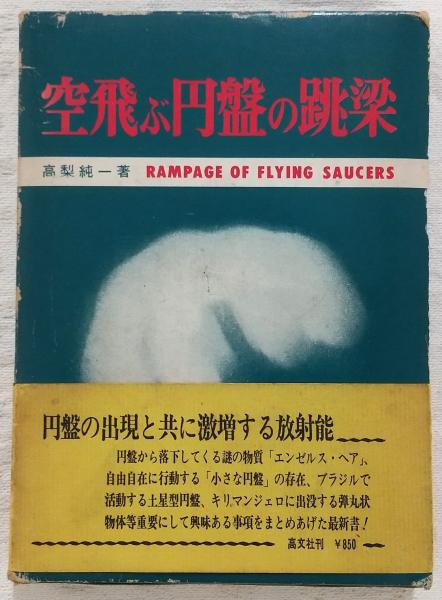 空飛ぶ円盤の跳梁
高梨純一著 RAMPAGE OF FLYING SAUCERS
円盤の出現と共に激増する放射能
円盤から落下してくる謎の物質「エンゼルス・ヘア」、
自由自在に行動する「小さな円盤」の存在、ブラジルで
活動する土星型円盤、キリマンジェロに出没する弾丸状
物体等重要にして興味ある事項をまとめあげた最新書!
高文社刊 ¥850